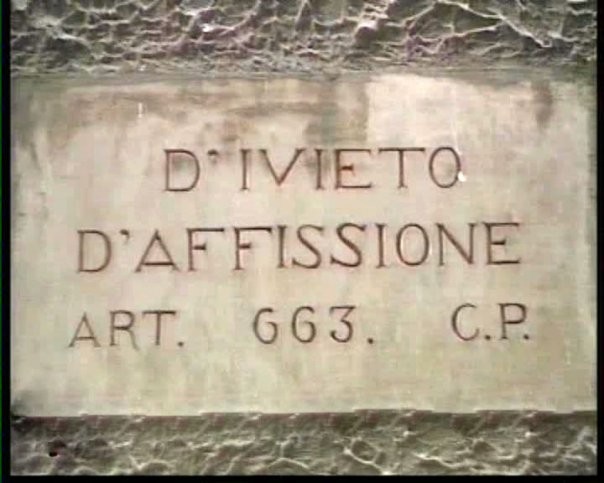 D'IVIETO
D'AFFISSIONE
ART. 663. C.P.